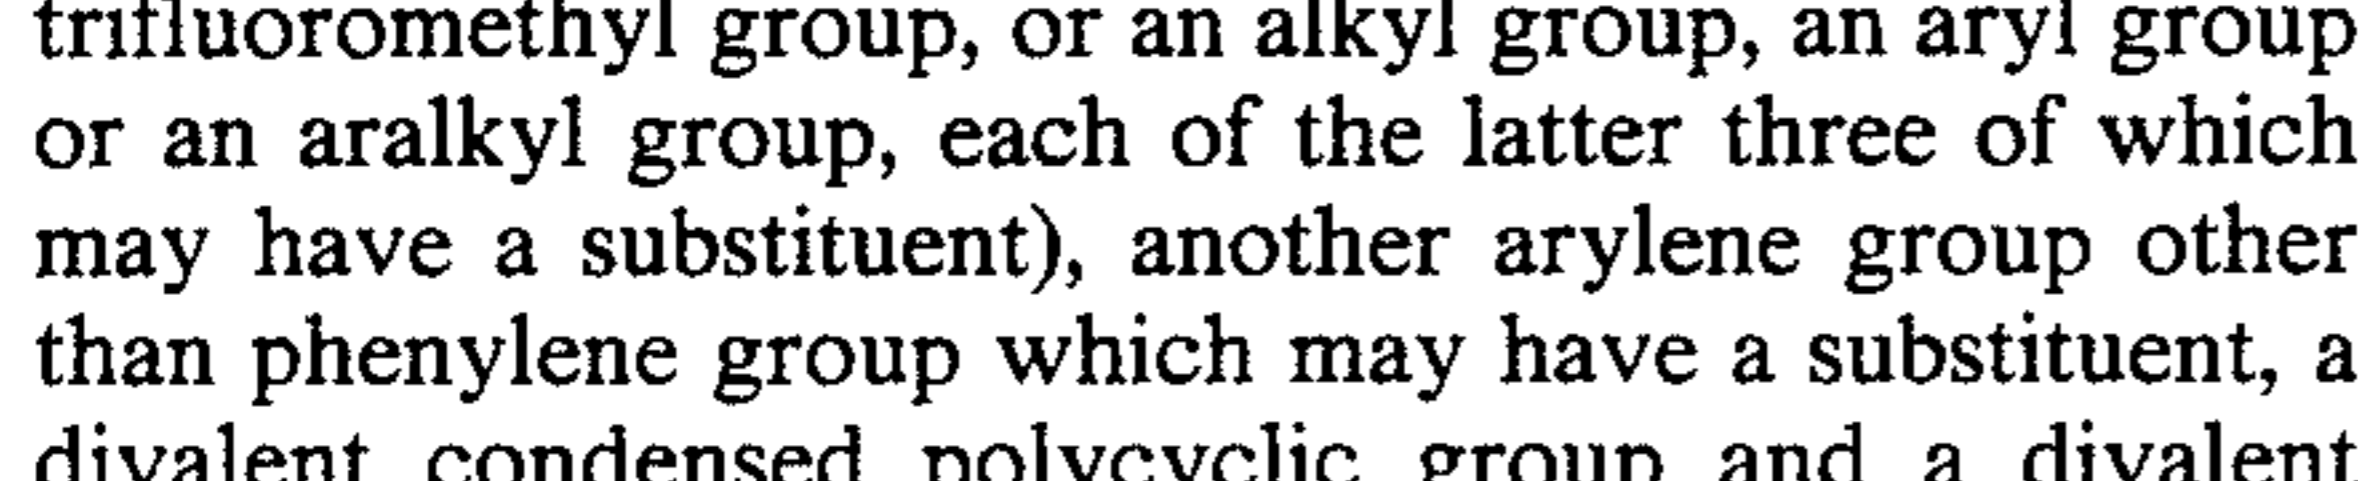 trifluoromethyl group, or an alkyl group, an aryl group
or an aralkyl group, each of the latter three of which
may have a substituent), another arylene group other
than phenylene group which may have a substituent, a
divalent condensed polycyclic group and a divalent